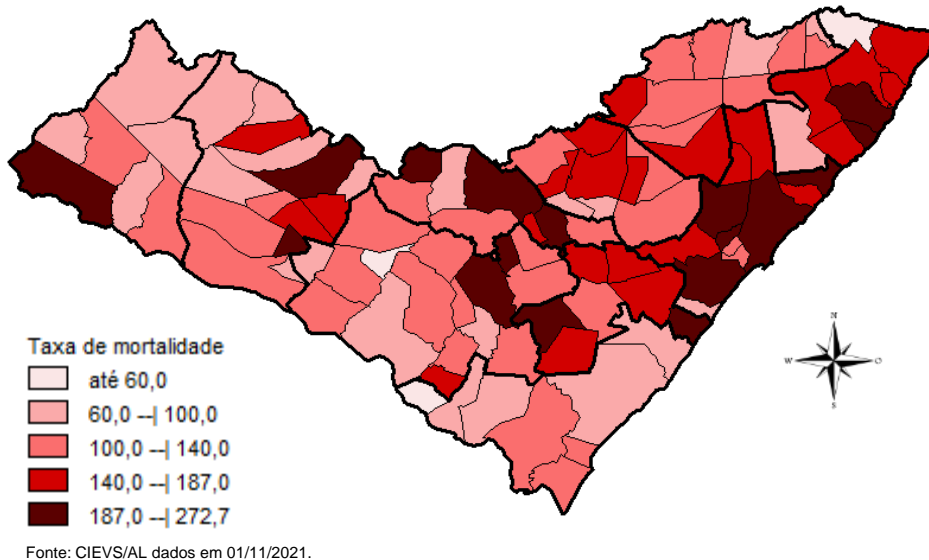 Taxa de mortalidade
até 60,0
60,0 --| 100,0
100,0 --| 140,0
140,0 --| 187,0
187,0 --| 272,7
N
W
O
S
Fonte: CIEVS/AL dados em 01/11/2021.